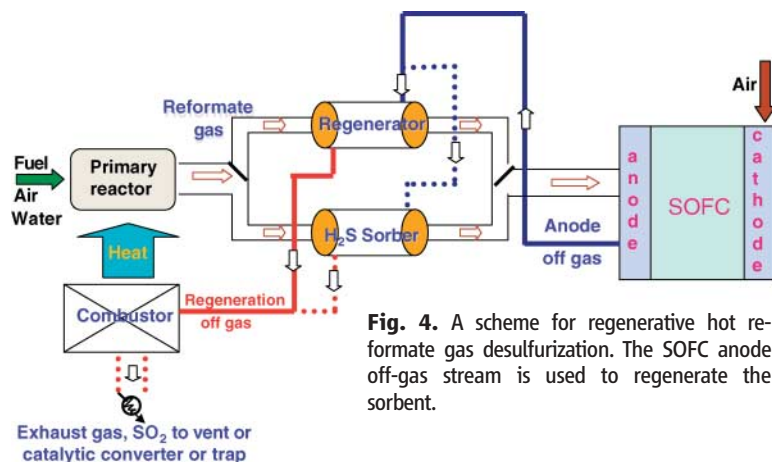 Air
Reformate
gas
Regenerator
Fuel
Air
Water
Primary
reactor
anode
SOFC
cathode
H₂S Sorber
Anode
off gas
Heat
Combustor
Regeneration
off gas
Fig. 4. A scheme for regenerative hot re-
formate gas desulfurization. The SOFC anode
off-gas stream is used to regenerate the
sorbent.
Exhaust gas, SO₂ to vent or
catalytic converter or trap